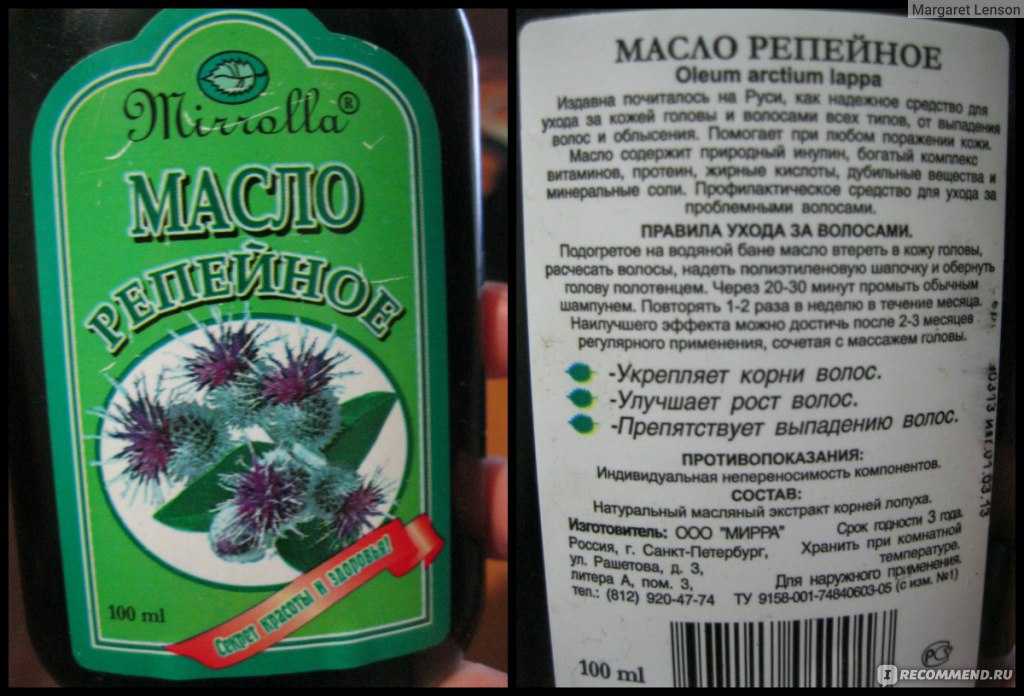 Mirrolla®
МАСЛО
РЕПЕЙНОЕ
Секрет красоты и здоровья!
100 ml
Margaret Lenson
МАСЛО РЕПЕЙНОЕ
Oleum arctium lappa
Издавна почиталось на Руси, как надежное средство для
ухода за кожей головы и волосами всех типов, от выпадения
волос и облысения. Помогает при любом поражении кожи.
Масло содержит природный инулин, богатый комплекс
витаминов, протеин, жирные кислоты, дубильные вещества и
минеральные соли. Профилактическое средство для ухода за
проблемными волосами.
ПРАВИЛА УХОДА ЗА ВОЛОСАМИ.
Подогретое на водяной бане масло втереть в кожу головы,
расчесать волосы, надеть полиэтиленовую шапочку и обернуть
голову полотенцем. Через 20-30 минут промыть обычным
шампунем. Повторять 1-2 раза в неделю в течение месяца.
Наилучшего эффекта можно достичь после 2-3 месяцев
регулярного применения, сочетая с массажем головы.
-Укрепляет корни волос.
-Улучшает рост волос.
-Препятствует выпадению волос.
ПРОТИВОПОКАЗАНИЯ:
Индивидуальная непереносимость компонентов.
СОСТАВ:
Натуральный масляный экстракт корней лопуха.
Изготовитель: ООО "МИРРА"
Россия, г. Санкт-Петербург,
ул. Рашетова, д. 3,
литера А, пом. 3,
тел.: (812) 920-47-74
Срок годности 3 года.
Хранить при комнатной
температуре.
Для наружного применения.
ТУ 9158-001-74840603-05 (с изм. №1)
100 ml
РСТ
IRECOMMEND.RU